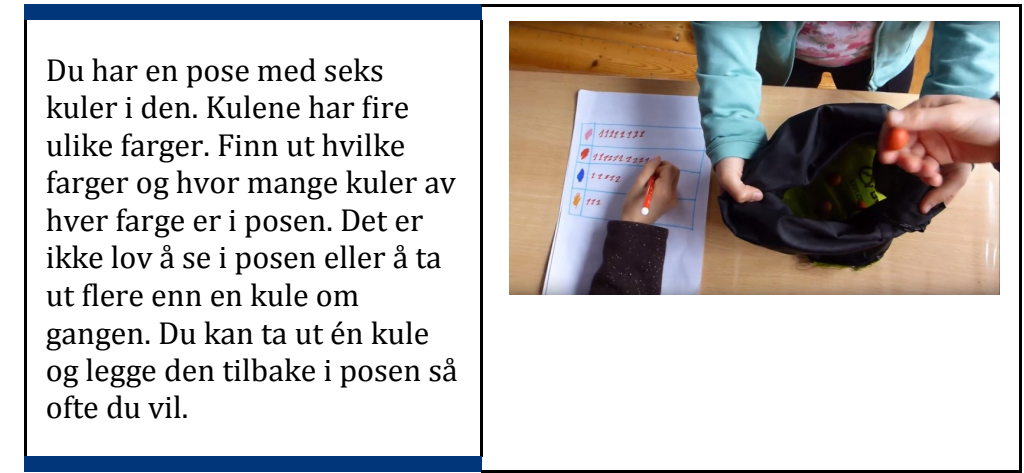 Du har en pose med seks
kuler i den. Kulene har fire
ulike farger. Finn ut hvilke
farger og hvor mange kuler av
hver farge er i posen. Det er
ikke lov å se i posen eller å ta
ut flere enn en kule om
gangen. Du kan ta ut én kule
og legge den tilbake i posen så
ofte du vil.